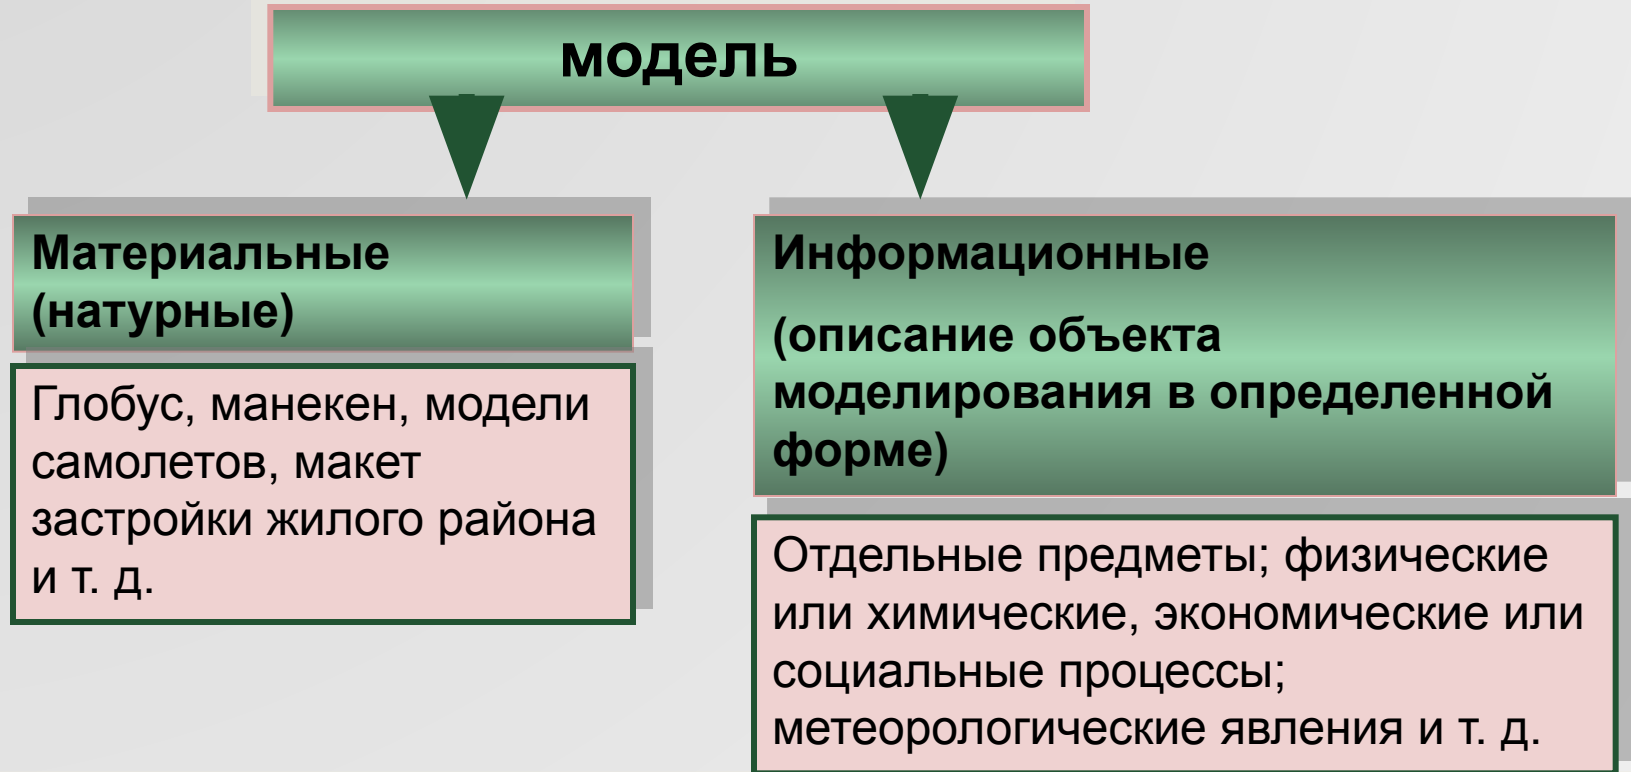 модель
Материальные
(натурные)
Глобус, манекен, модели
самолетов, макет
застройки жилого района
и т. д.
Информационные
(описание объекта
моделирования в определенной
форме)
Отдельные предметы; физические
или химические, экономические или
социальные процессы;
метеорологические явления и т. д.